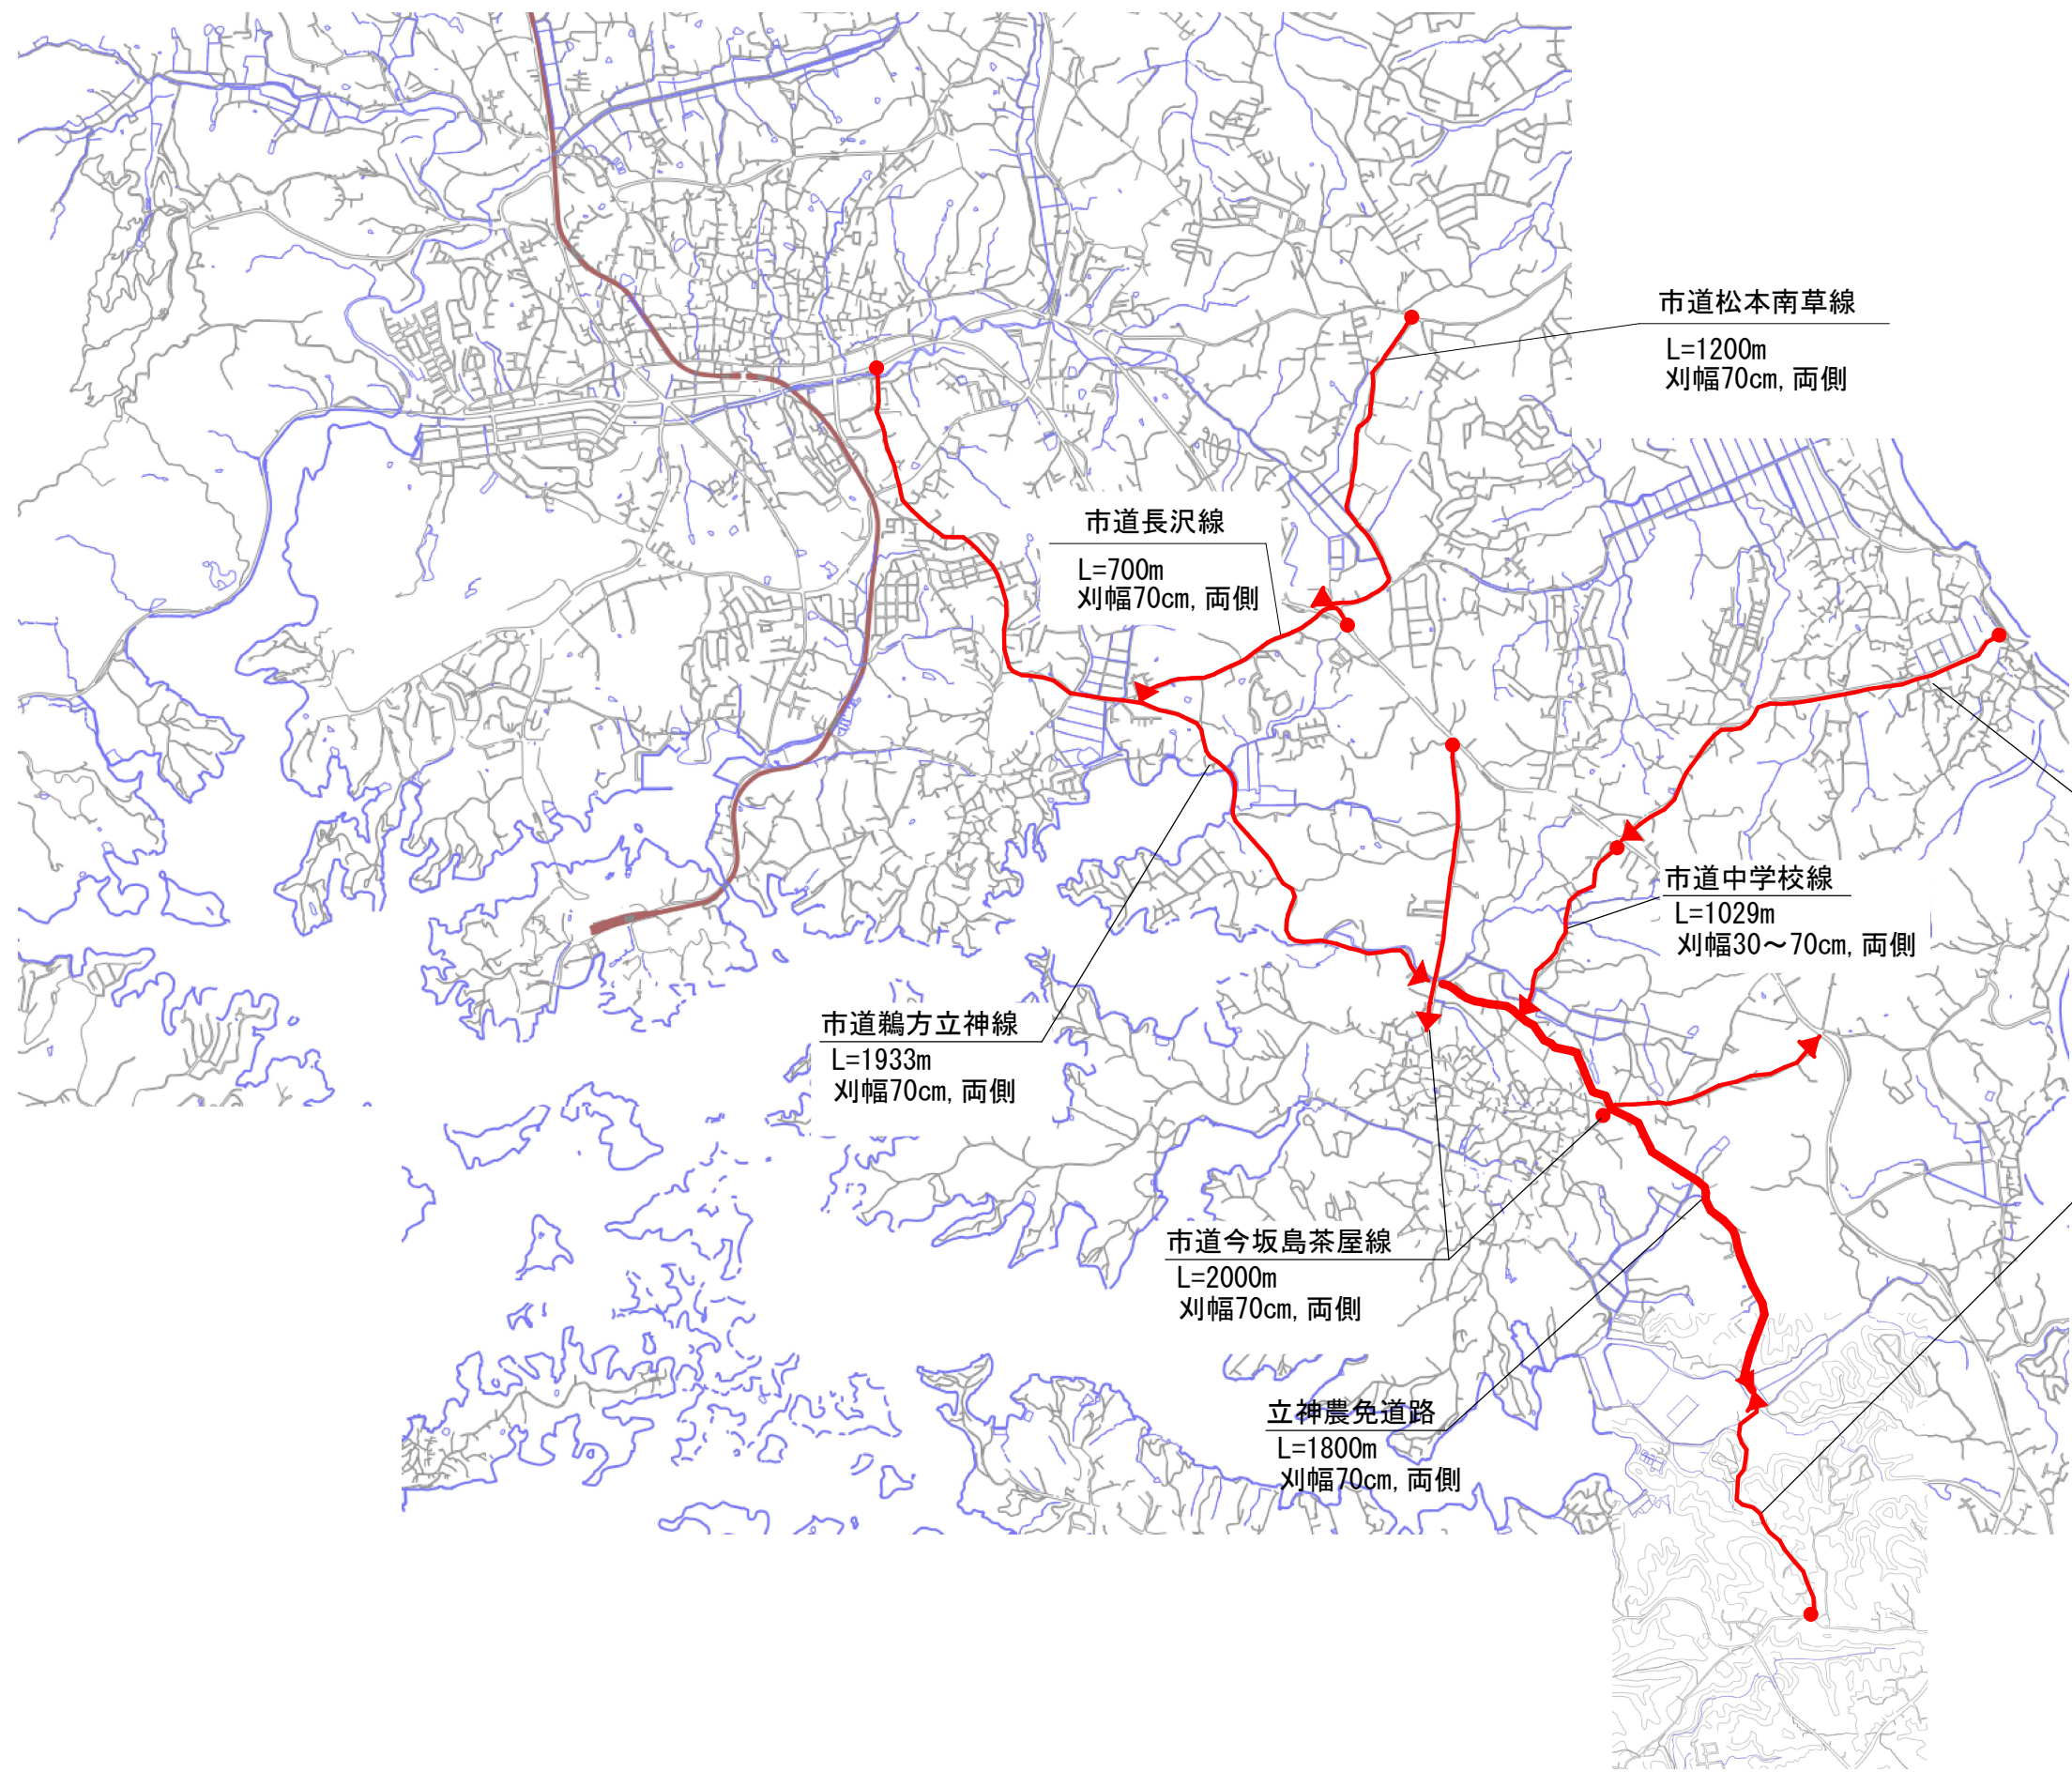 市道松本南草線
L=1200m
刈幅70cm, 両側
市道長沢線
L=700m
刈幅70cm, 両側
市道中学校線
L=1029m
刈幅30～70cm, 両側
市道鵜方立神線
L=1933m
刈幅70cm, 両側
市道今坂島茶屋線
L=2000m
刈幅70cm, 両側
立神農免道路
L=1800m
刈幅70cm, 両側